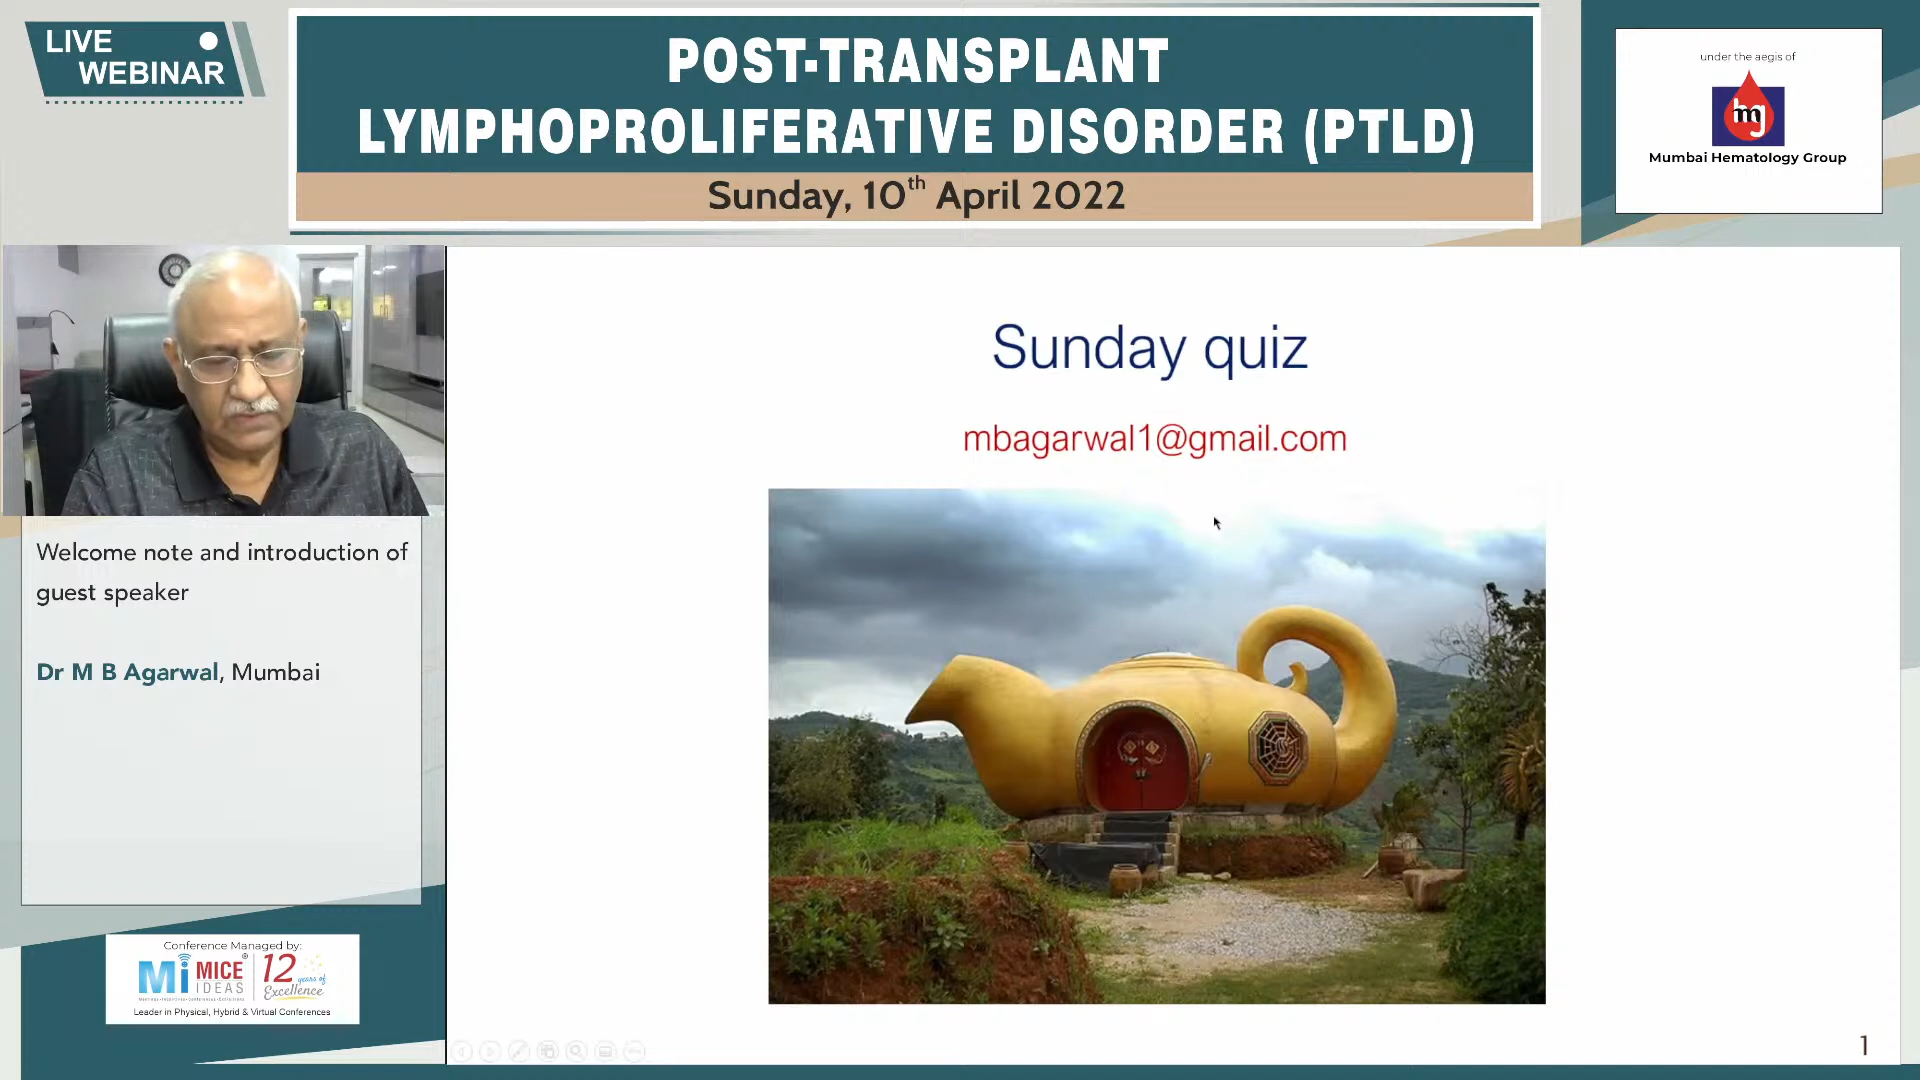 LIVE
WEBINAR
POST-TRANSPLANT
LYMPHOPROLIFERATIVE DISORDER (PTLD)
Sunday, 10th April 2022
under the aegis of
mg
Mumbai Hematology Group
Sunday quiz
mbagarwal1@gmail.com
Welcome note and introduction of
guest speaker
Dr M B Agarwal, Mumbai
Conference Managed by:
Mi MICE IDEAS 12 years of Excellence
Leader in Physical, Hybrid & Virtual Conferences
1